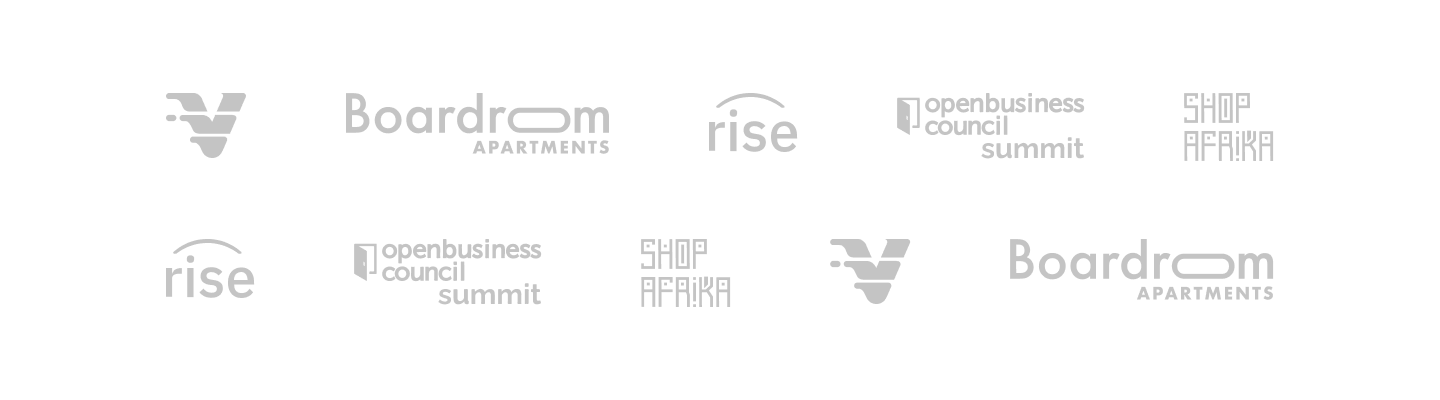 V
Boardroom
APARTMENTS
rise
openbusiness
council
summit
SHOP
AFRIKA
rise
openbusiness
council
summit
SHOP
AFRIKA
V
Boardroom
APARTMENTS